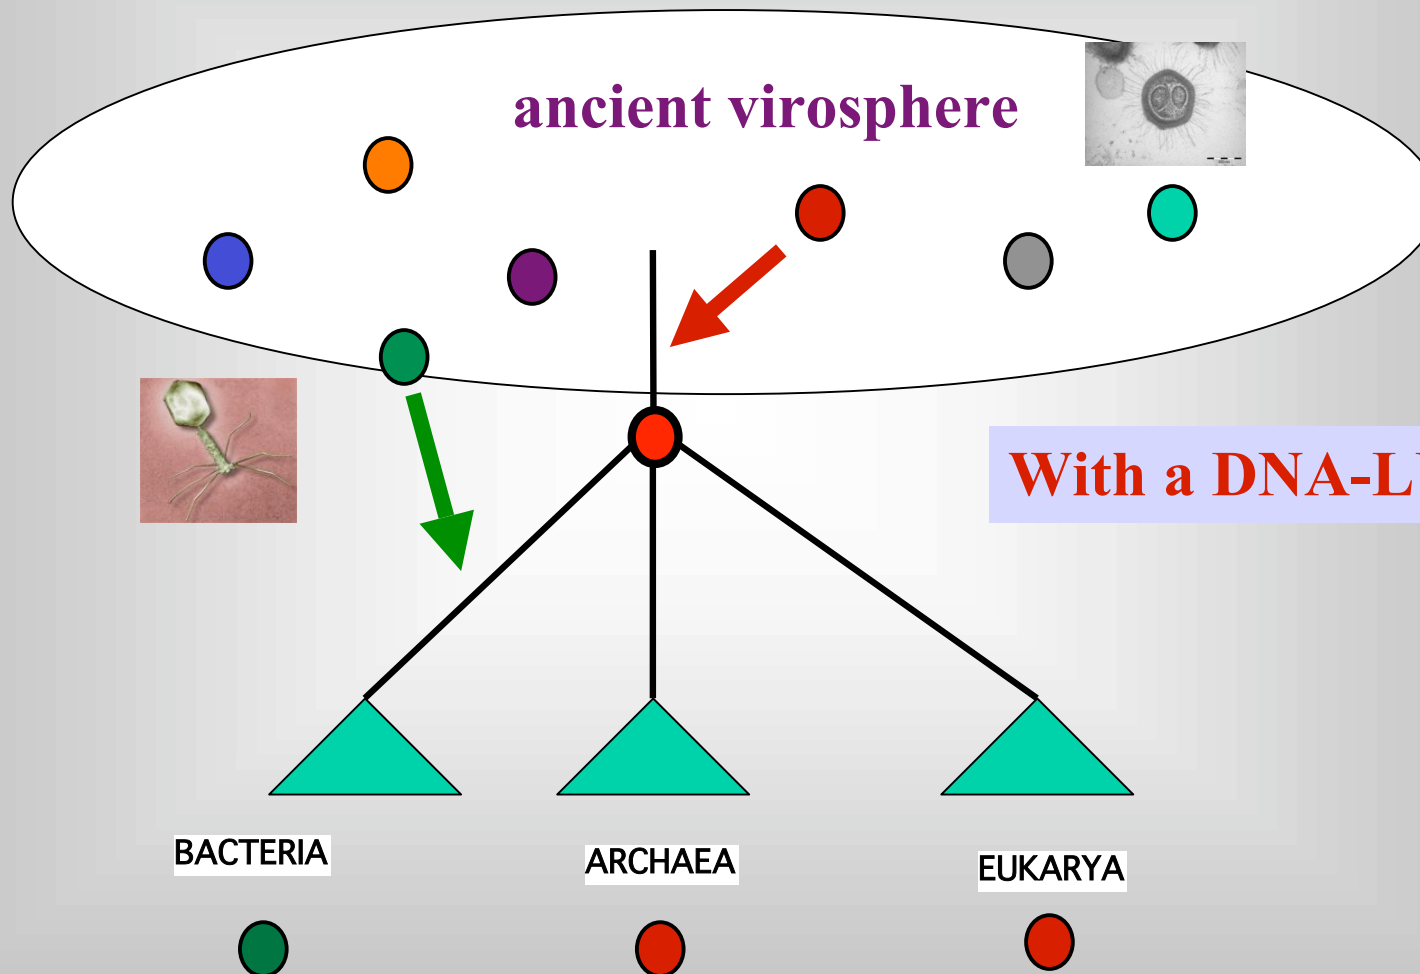 ancient virosphere
With a DNA-L
BACTERIA
ARCHAEA
EUKARYA